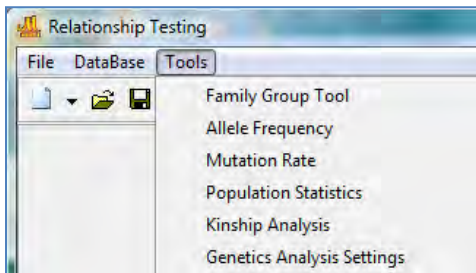 Relationship Testing
File DataBase Tools
Family Group Tool
Allele Frequency
Mutation Rate
Population Statistics
Kinship Analysis
Genetics Analysis Settings